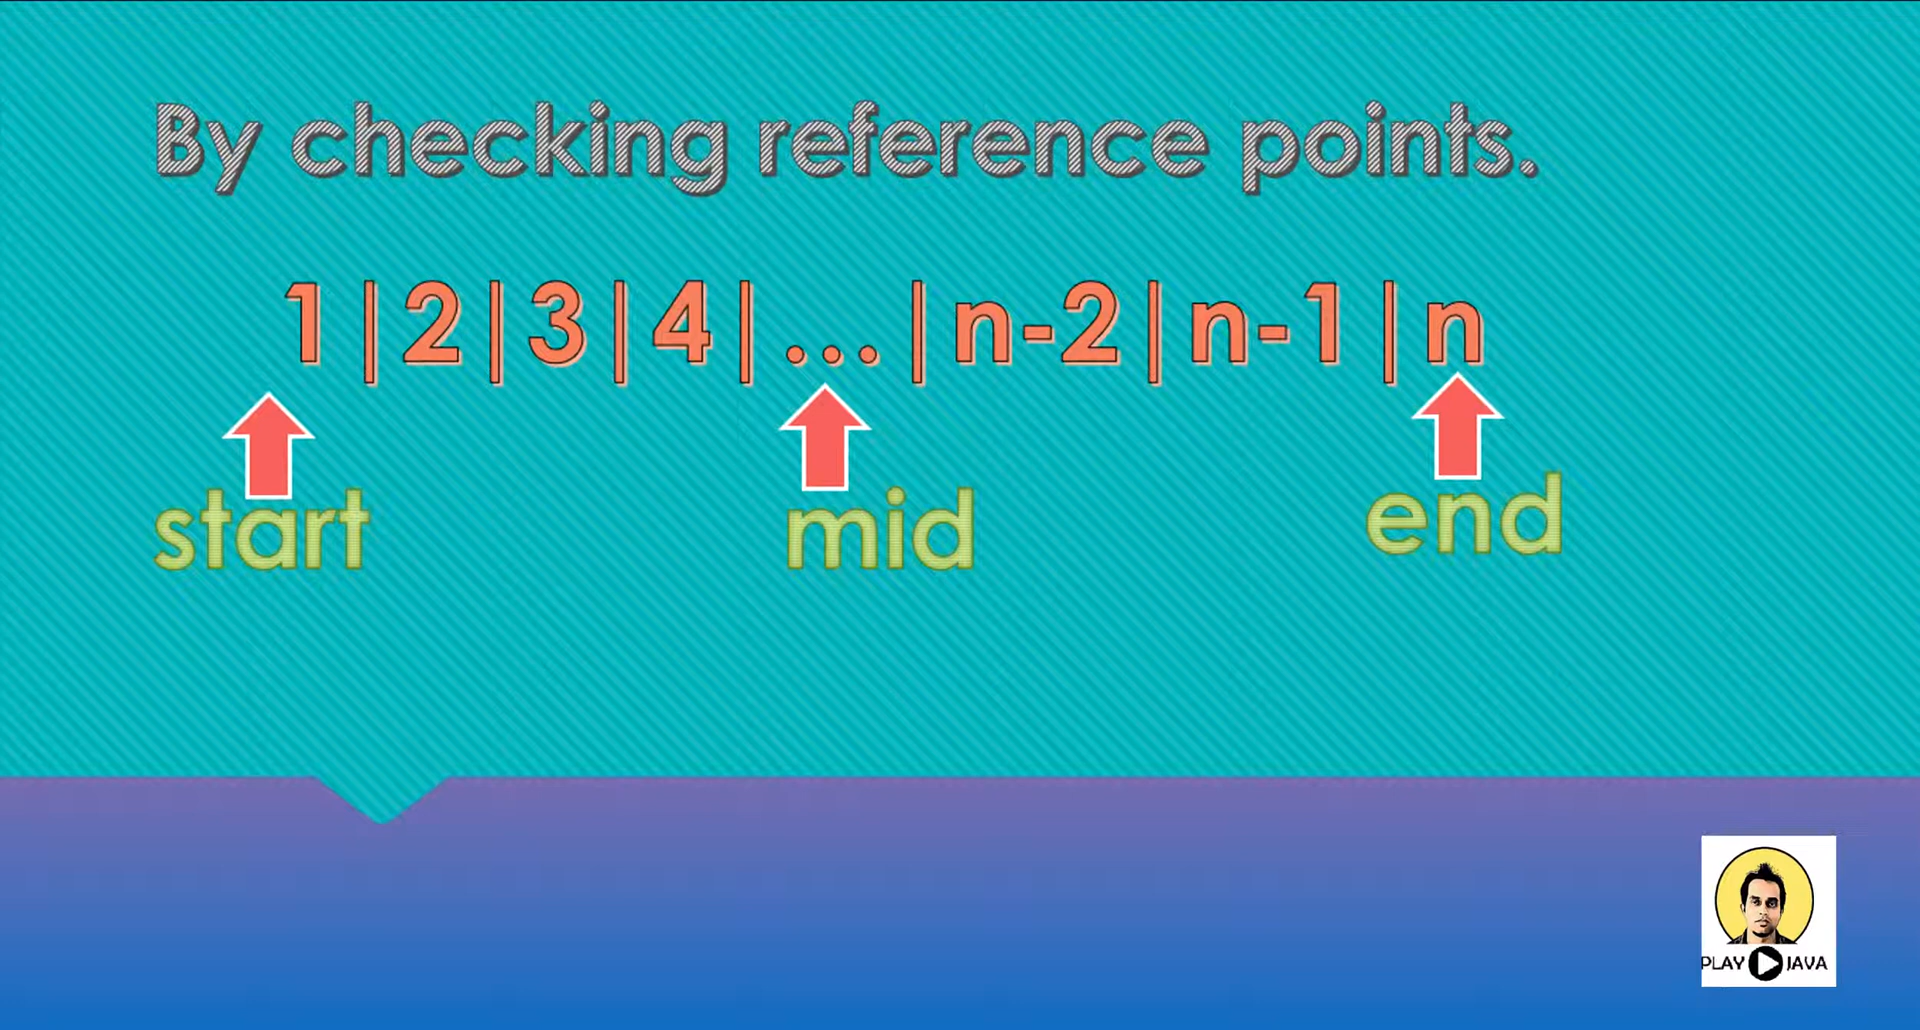 By checking reference points.
1|2|3|4|...|n-2|n-1|n
start mid end
PLAY JAVA